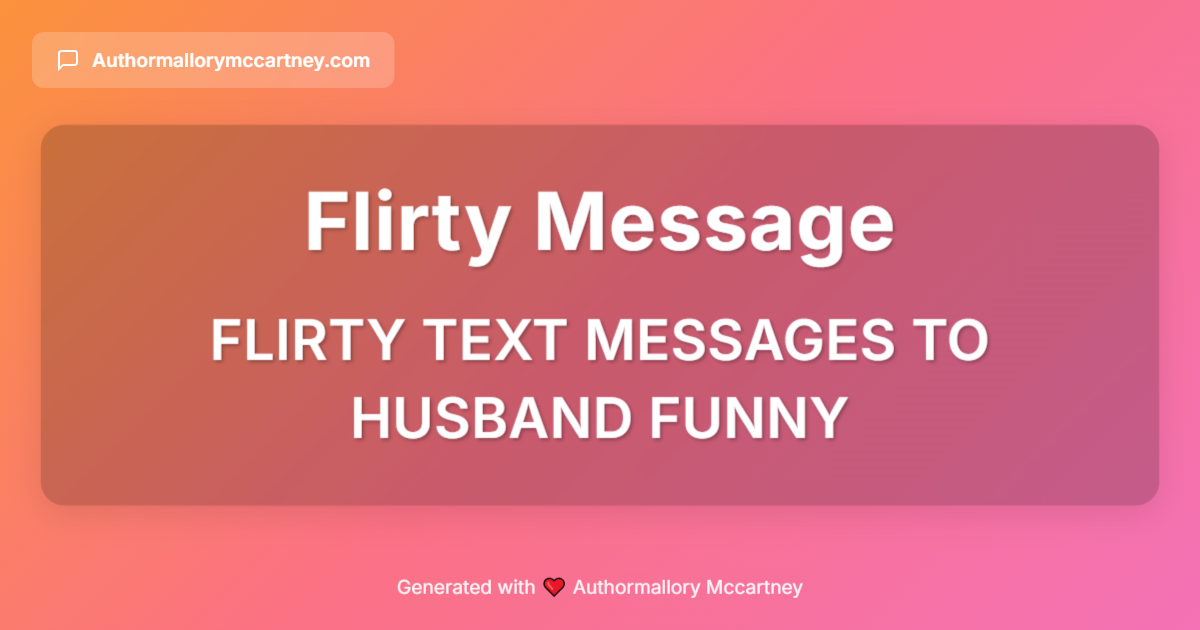 Authormallorymccartney.com
Flirty Message
FLIRTY TEXT MESSAGES TO
HUSBAND FUNNY
Generated with ❤️ Authormallory Mccartney